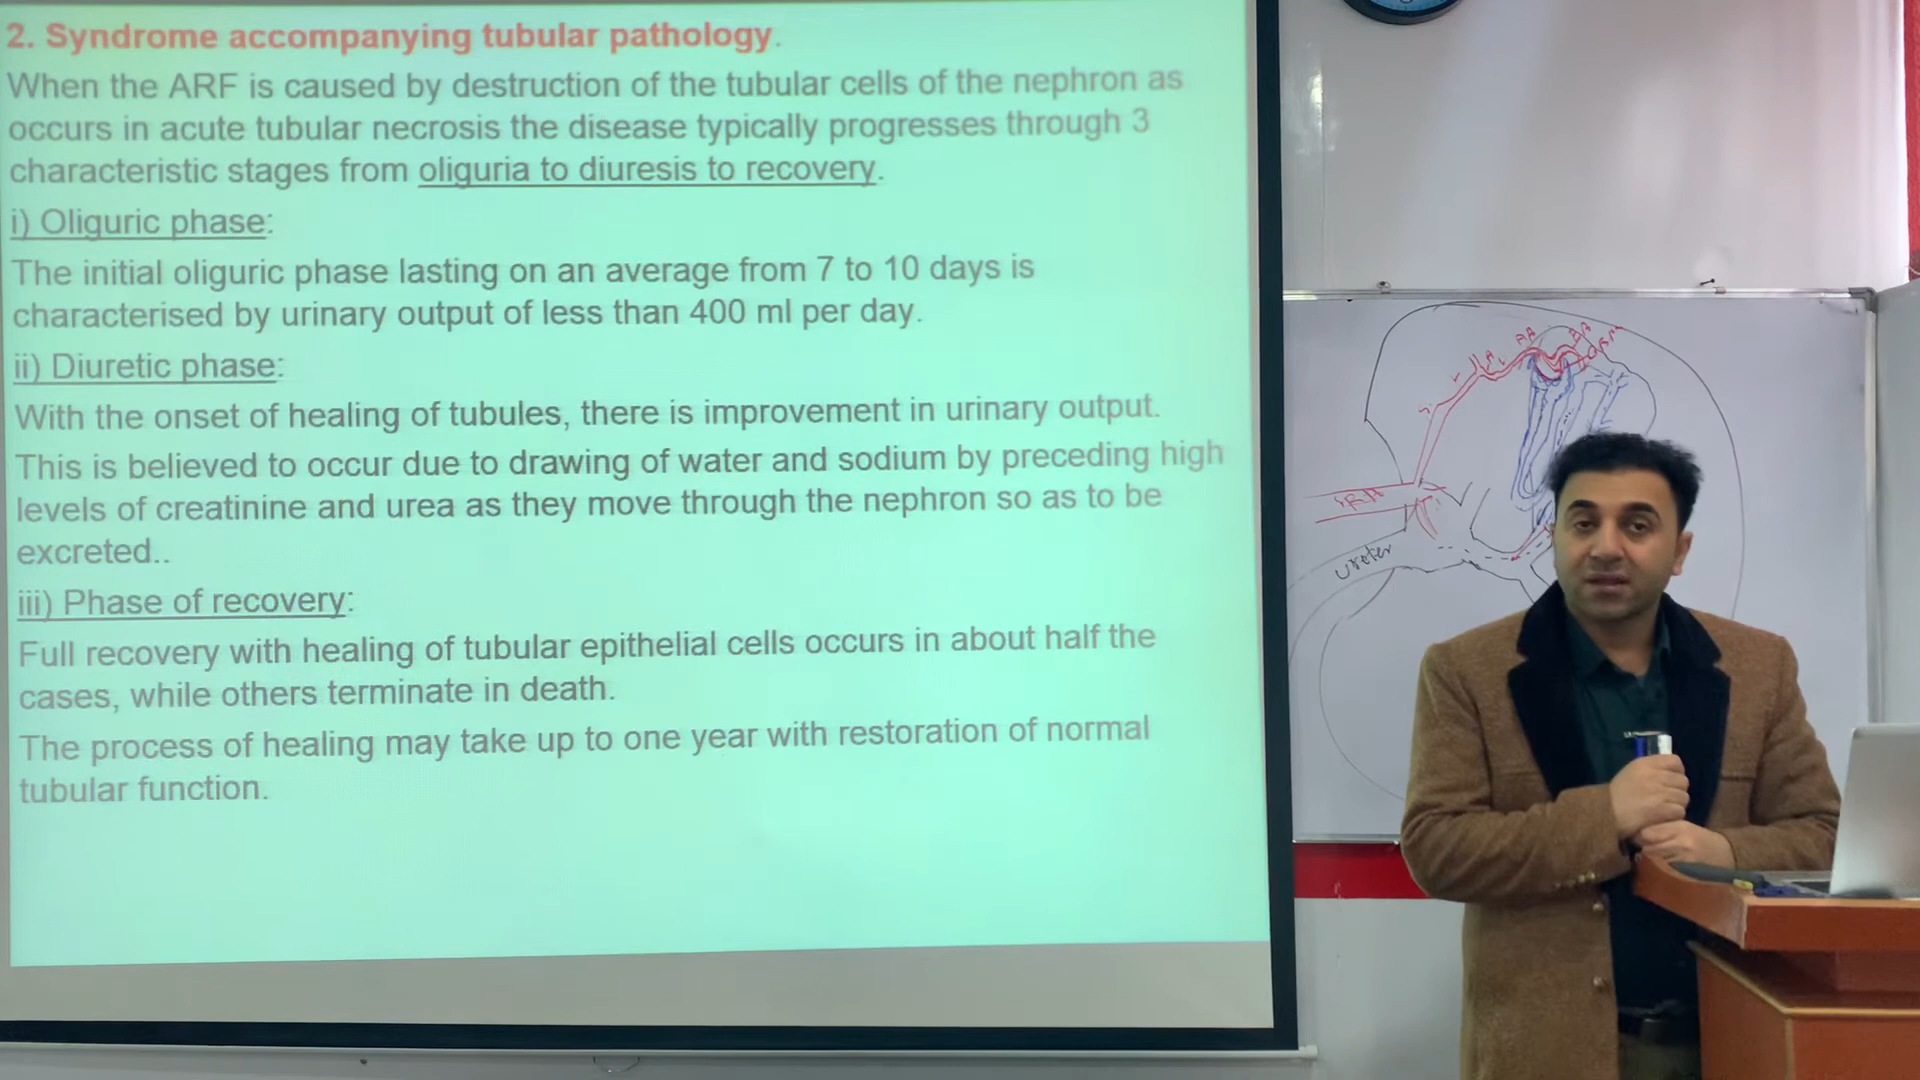 2. Syndrome accompanying tubular pathology.
When the ARF is caused by destruction of the tubular cells of the nephron as
occurs in acute tubular necrosis the disease typically progresses through 3
characteristic stages from oliguria to diuresis to recovery.
i) Oliguric phase:
The initial oliguric phase lasting on an average from 7 to 10 days is
characterised by urinary output of less than 400 ml per day.
ii) Diuretic phase:
With the onset of healing of tubules, there is improvement in urinary output.
This is believed to occur due to drawing of water and sodium by preceding high
levels of creatinine and urea as they move through the nephron so as to be
excreted..
iii) Phase of recovery:
Full recovery with healing of tubular epithelial cells occurs in about half the
cases, while others terminate in death.
The process of healing may take up to one year with restoration of normal
tubular function.
ureter